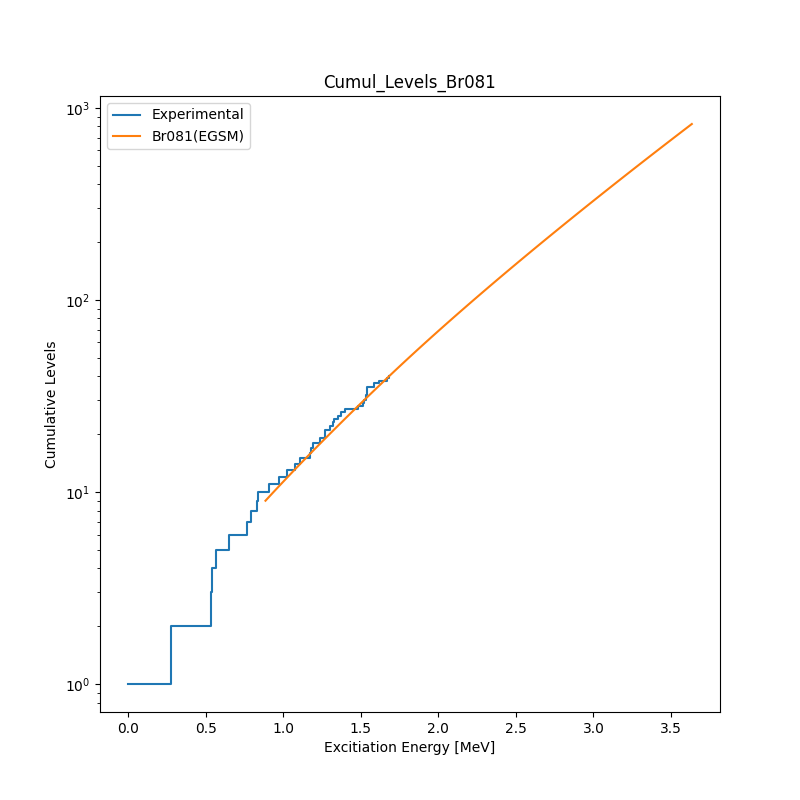 Cumul_Levels_Br081
Experimental
Br081(EGSM)
Cumulative Levels
10³
10²
10¹
10⁰
0.0 0.5 1.0 1.5 2.0 2.5 3.0 3.5
Excitiation Energy [MeV]